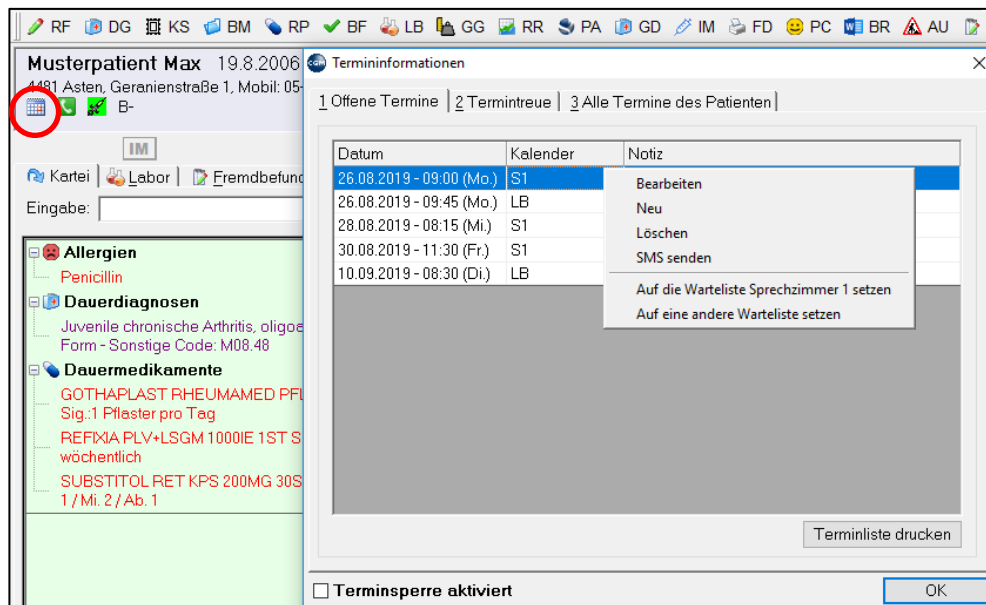 RF DG KS BM RP BF LB GG RR PA GD IM FD PC BR AU
Musterpatient Max 19.8.2006
4481 Asten, Geranienstraße 1, Mobil: 05-
B-
IM
Kartei Labor Fremdbefund
Eingabe:
Allergien
Penicillin
Dauerdiagnosen
Juvenile chronische Arthritis, oligoa
Form - Sonstige Code: M08.48
Dauermedikamente
GOTHAPLAST RHEUMAMED PFL
Sig.:1 Pflaster pro Tag
REFIXIA PLV+LSGM 1000IE 1ST S
wöchentlich
SUBSTITOL RET KPS 200MG 30S
1 / Mi. 2 / Ab. 1
CGM Termininformationen
1 Offene Termine 2 Termintreue 3 Alle Termine des Patienten
Datum Kalender Notiz
26.08.2019 - 09:00 (Mo.) S1
26.08.2019 - 09:45 (Mo.) LB
28.08.2019 - 08:15 (Mi.) S1
30.08.2019 - 11:30 (Fr.) S1
10.09.2019 - 08:30 (Di.) LB
Bearbeiten
Neu
Löschen
SMS senden
Auf die Warteliste Sprechzimmer 1 setzen
Auf eine andere Warteliste setzen
Terminliste drucken
Terminsperre aktiviert
OK